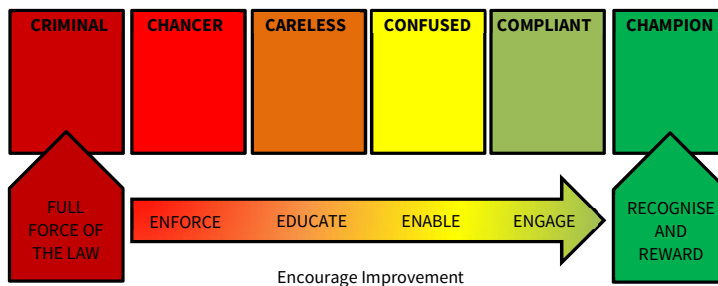 CRIMINAL CHANCER CARELESS CONFUSED COMPLIANT CHAMPION
FULL
FORCE OF
THE LAW
ENFORCE EDUCATE ENABLE ENGAGE
RECOGNISE
AND
REWARD
Encourage Improvement